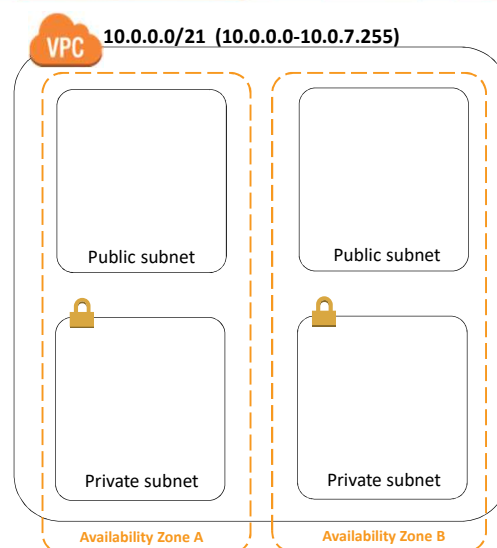 VPC
10.0.0.0/21 (10.0.0.0-10.0.7.255)
Public subnet
Public subnet
Private subnet
Private subnet
Availability Zone A
Availability Zone B